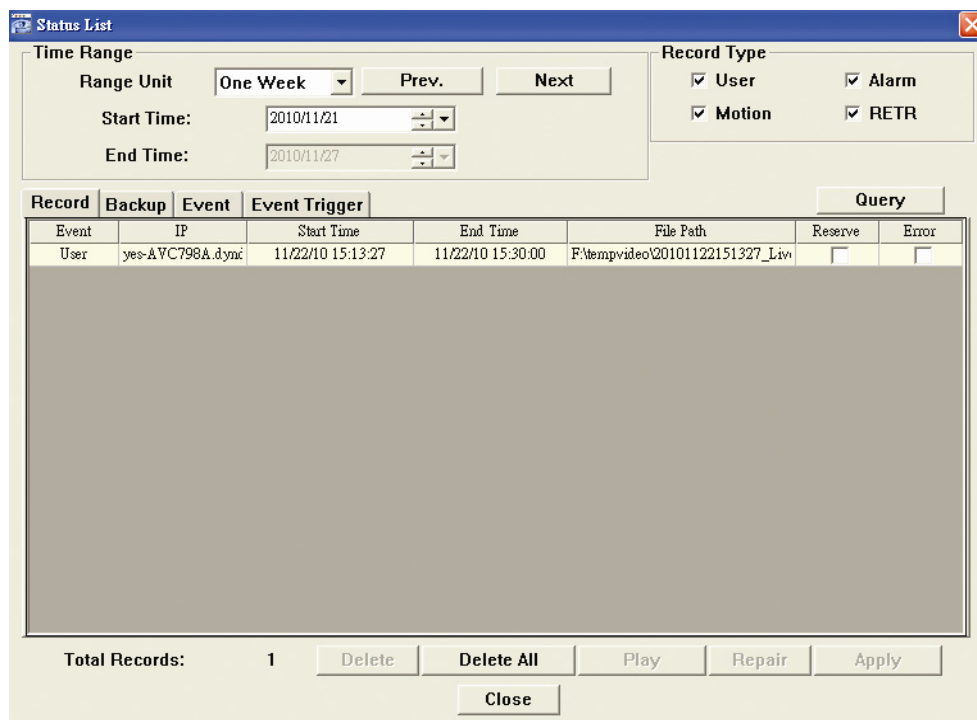 Status List
Time Range
Record Type
Range Unit One Week Prev. Next
User Alarm
Start Time: 2010/11/21
Motion RETR
End Time: 2010/11/27
Record Backup Event Event Trigger Query
Event IP Start Time End Time File Path Reserve Error
User yes-AVC798A.dyn 11/22/10 15:13:27 11/22/10 15:30:00 F:\tempvideo\20101122151327_Liv
Total Records: 1 Delete Delete All Play Repair Apply
Close